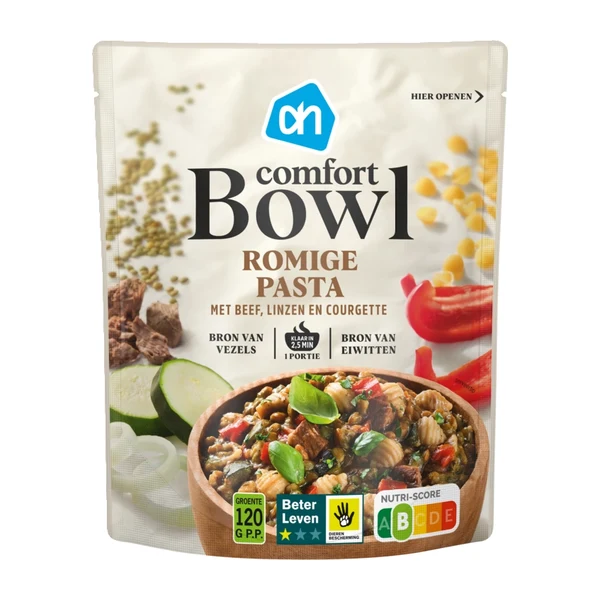 HIER OPENEN
ah
comfort
Bowl
ROMIGE
PASTA
MET BEEF, LINZEN EN COURGETTE
BRON VAN
VEZELS
KLAAR IN
2,5 MIN
1 PORTIE
BRON VAN
EIWITTEN
GROENTE
120
G P.P.
Beter
Leven
DIEREN
BESCHERMING
NUTRI-SCORE
A B C D E